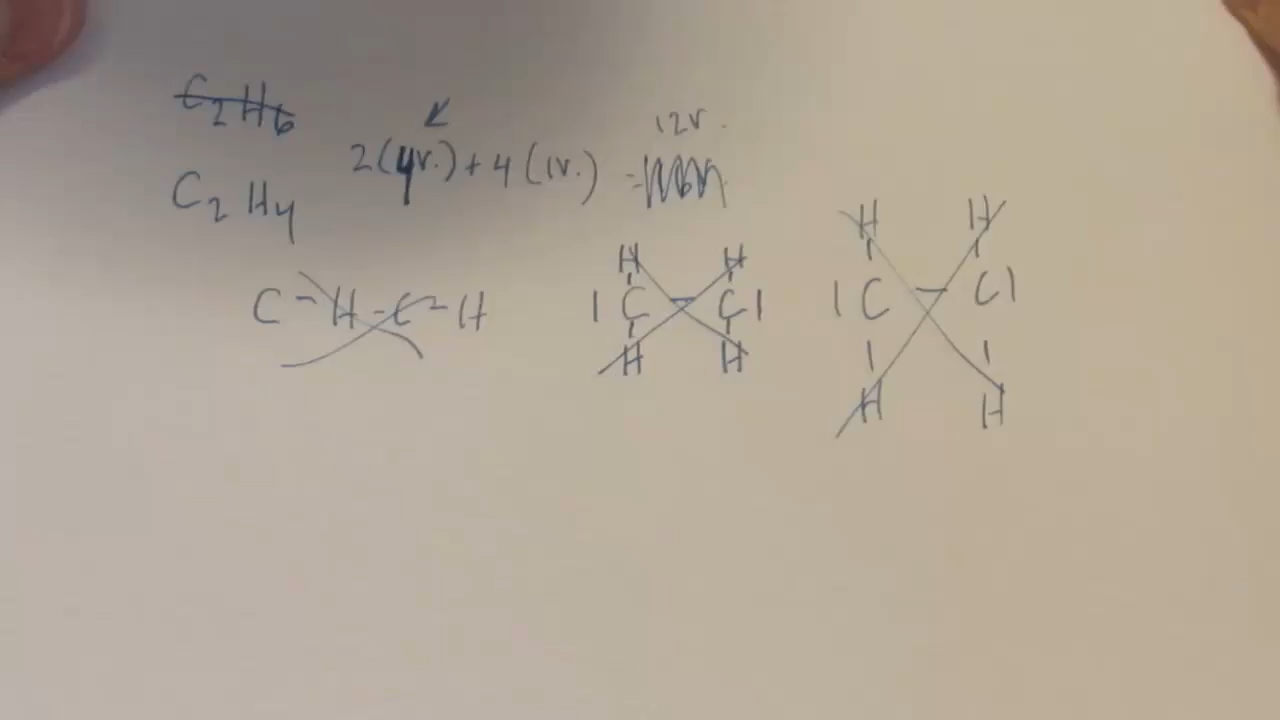 C2H6
C2H4
2(4v.) + 4(1v.) =
12v.
C-H-C-H
H H
| |
| C - C |
| |
H H
H H
| |
| C - C |
| |
H H